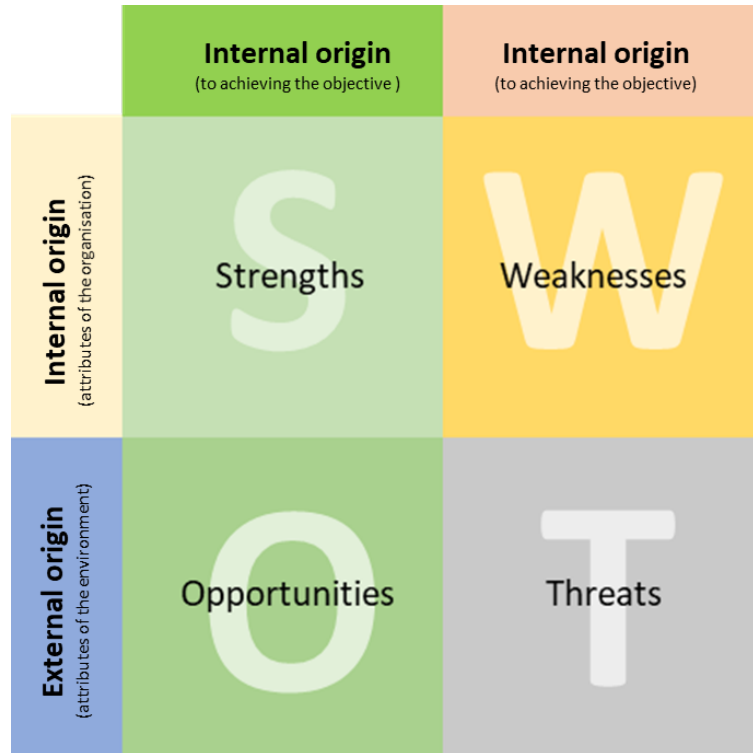 Internal origin
(to achieving the objective )
Internal origin
(to achieving the objective)
Internal origin
(attributes of the organisation)
S
Strengths
W
Weaknesses
External origin
(attributes of the environment)
O
Opportunities
T
Threats